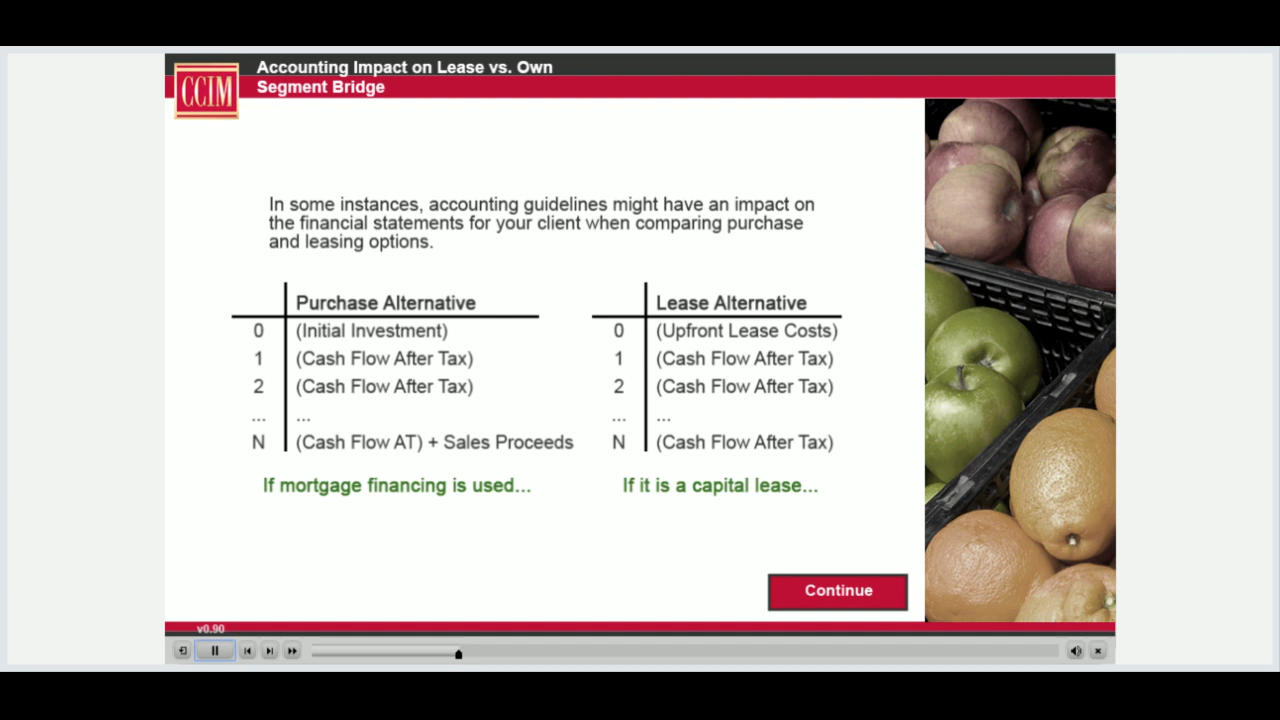 Accounting Impact on Lease vs. Own
CCIM
Segment Bridge
In some instances, accounting guidelines might have an impact on
the financial statements for your client when comparing purchase
and leasing options.
Purchase Alternative
0 (Initial Investment)
1 (Cash Flow After Tax)
2 (Cash Flow After Tax)
... ...
N (Cash Flow AT) + Sales Proceeds
If mortgage financing is used...
Lease Alternative
0 (Upfront Lease Costs)
1 (Cash Flow After Tax)
2 (Cash Flow After Tax)
... ...
N (Cash Flow After Tax)
If it is a capital lease...
Continue
v0.90